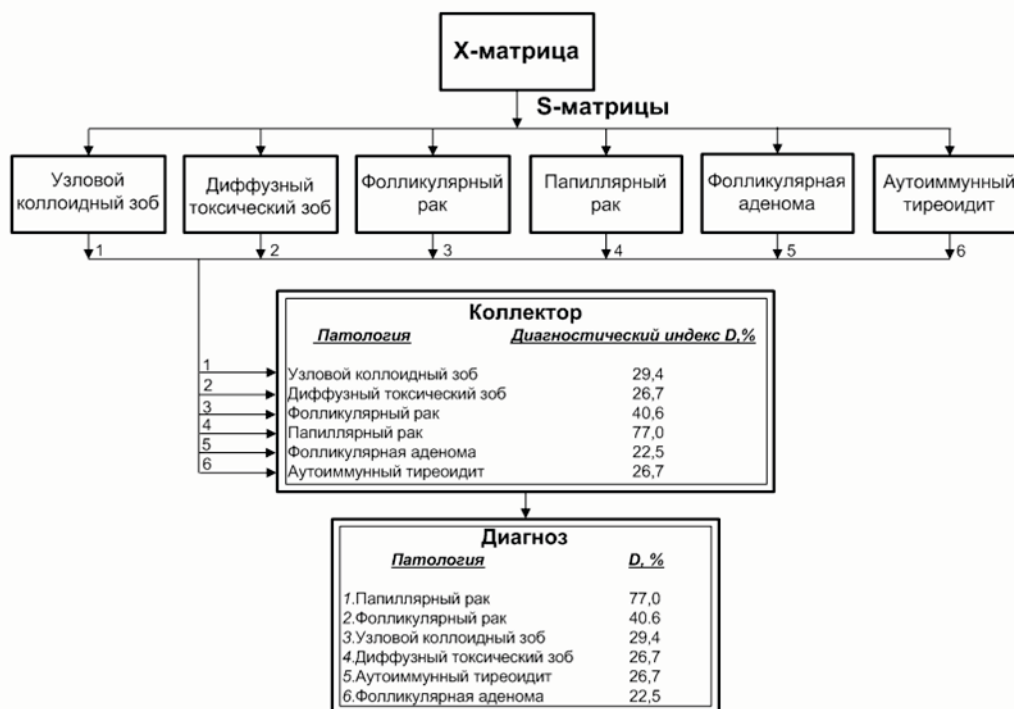 X-матрица
S-матрицы
Узловой
коллоидный зоб
Диффузный
токсический зоб
Фолликулярный
рак
Папиллярный
рак
Фолликулярная
аденома
Аутоиммунный
тиреоидит
1 2 3 4 5 6
Коллектор
Патология Диагностический индекс D,%
1 Узловой коллоидный зоб 29,4
2 Диффузный токсический зоб 26,7
3 Фолликулярный рак 40,6
4 Папиллярный рак 77,0
5 Фолликулярная аденома 22,5
6 Аутоиммунный тиреоидит 26,7
Диагноз
Патология D, %
1.Папиллярный рак 77,0
2.Фолликулярный рак 40.6
3.Узловой коллоидный зоб 29,4
4.Диффузный токсический зоб 26,7
5.Аутоиммунный тиреоидит 26,7
6.Фолликулярная аденома 22,5